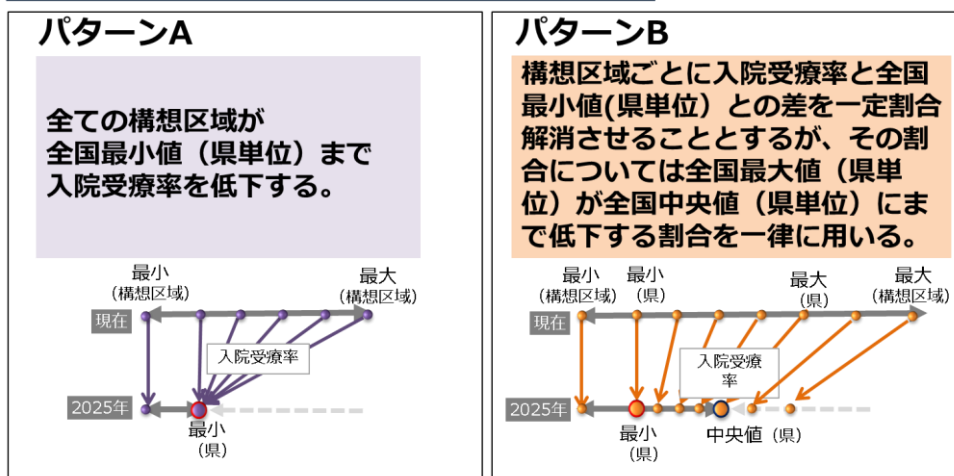 パターンA
全ての構想区域が
全国最小値（県単位）まで
入院受療率を低下する。
最小
（構想区域）
最大
（構想区域）
現在
入院受療率
2025年
最小
（県）
パターンB
構想区域ごとに入院受療率と全国
最小値(県単位）との差を一定割合
解消させることとするが、その割
合については全国最大値（県単
位）が全国中央値（県単位）にま
で低下する割合を一律に用いる。
最小
（構想区域）
最小
（県）
最大
（県）
最大
（構想区域）
現在
入院受療
率
2025年
最小
（県）
中央値（県）